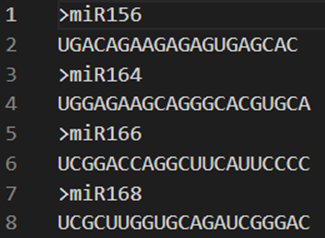 1 >miR156
2 UGACAGAAGAGAGUGAGCAC
3 >miR164
4 UGGAGAAGCAGGGCACGUGCA
5 >miR166
6 UCGGACCAGGCUUCAUUCCCC
7 >miR168
8 UCGCUUGGUGCAGAUCGGGAC